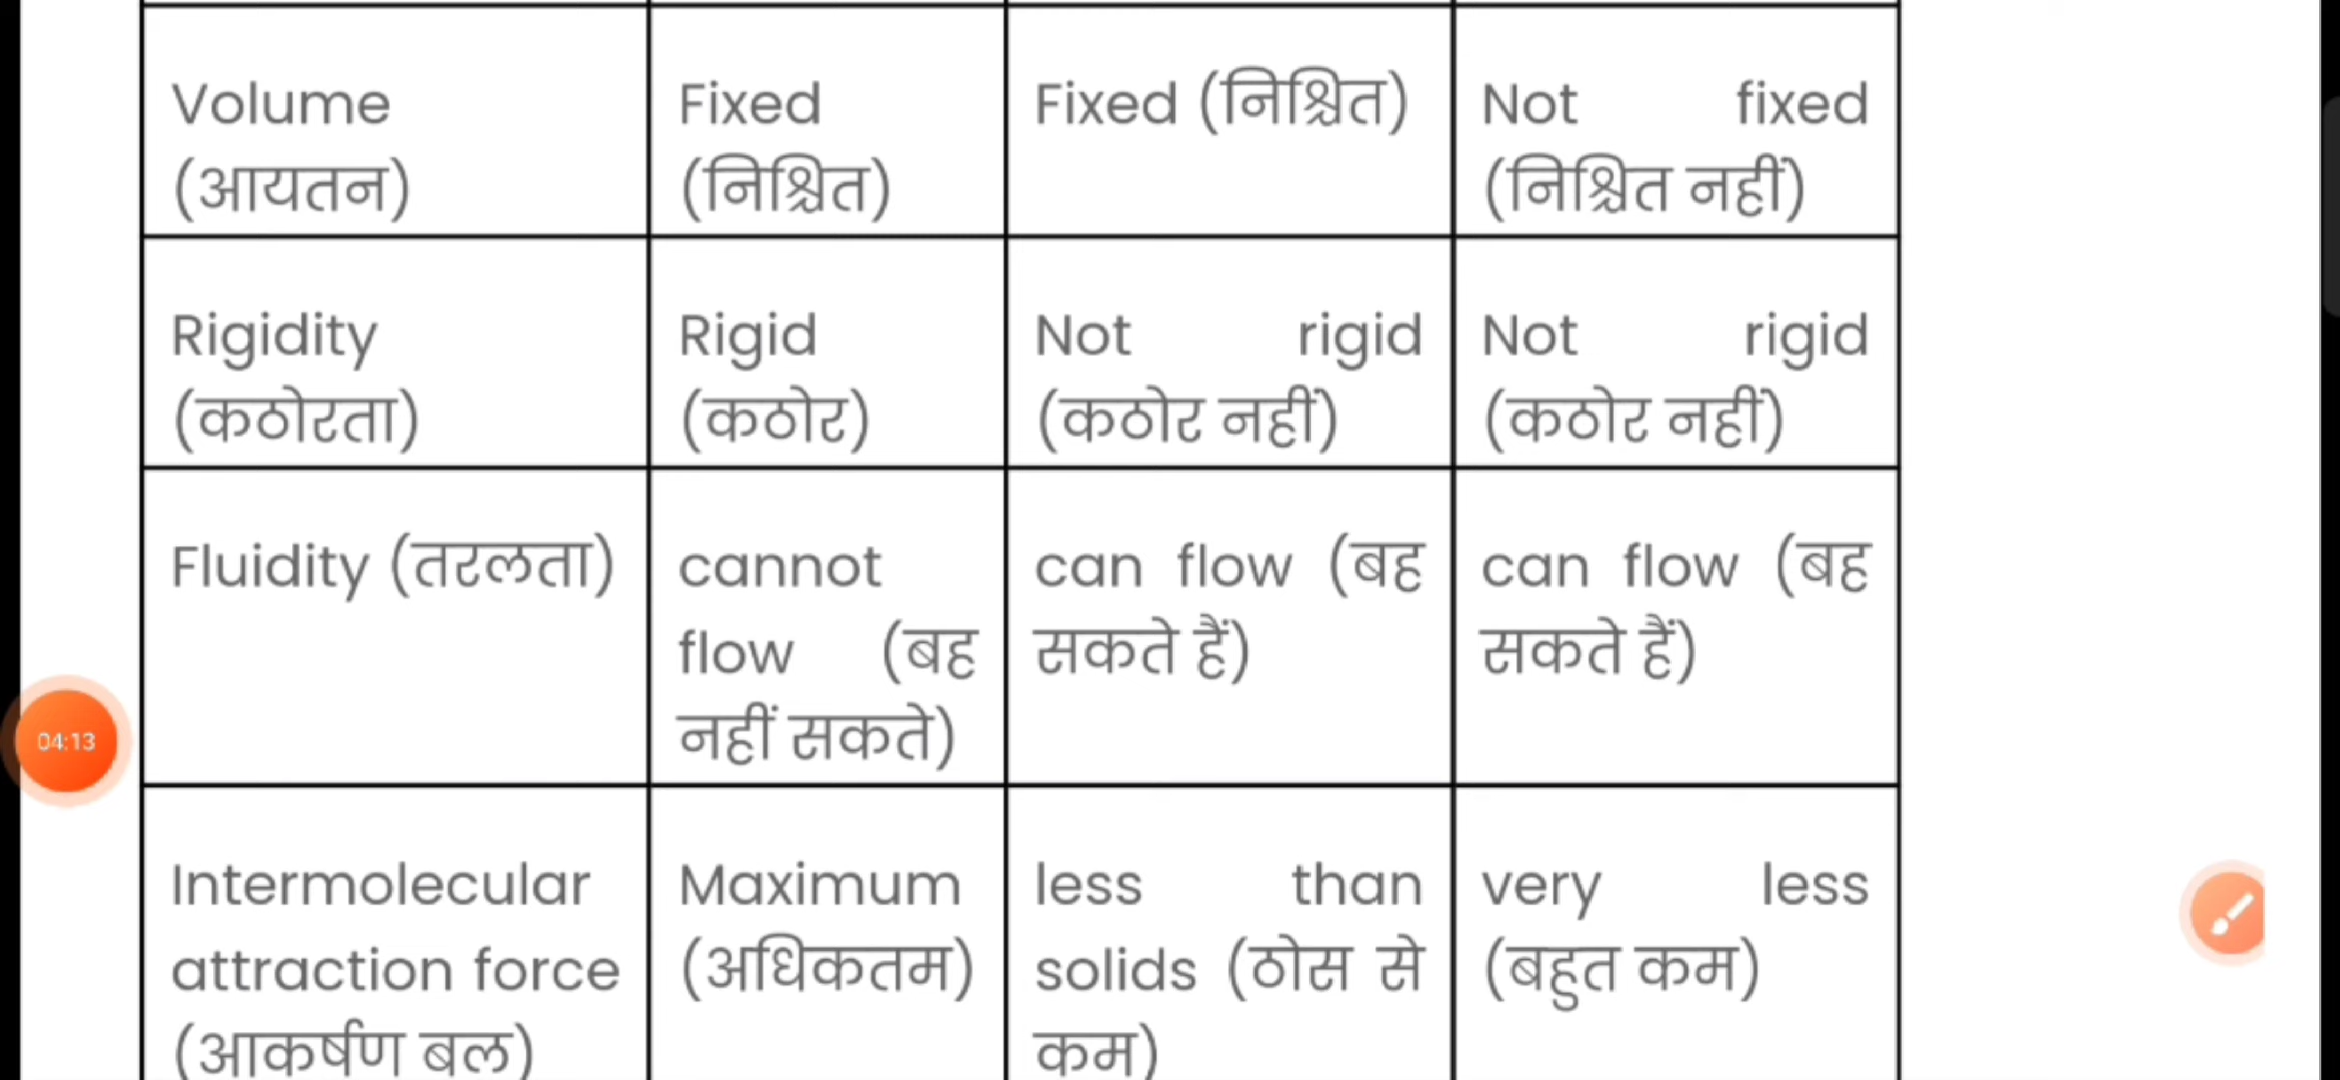 Volume
(आयतन)
Fixed
(निश्चित)
Fixed (निश्चित)
Not fixed
(निश्चित नहीं)
Rigidity
(कठोरता)
Rigid
(कठोर)
Not rigid
(कठोर नहीं)
Not rigid
(कठोर नहीं)
Fluidity (तरलता)
cannot
flow (बह
नहीं सकते)
can flow (बह
सकते हैं)
can flow (बह
सकते हैं)
04:13
Intermolecular
attraction force
(आकर्षण बल)
Maximum
(अधिकतम)
less than
solids (ठोस से
कम)
very less
(बहुत कम)